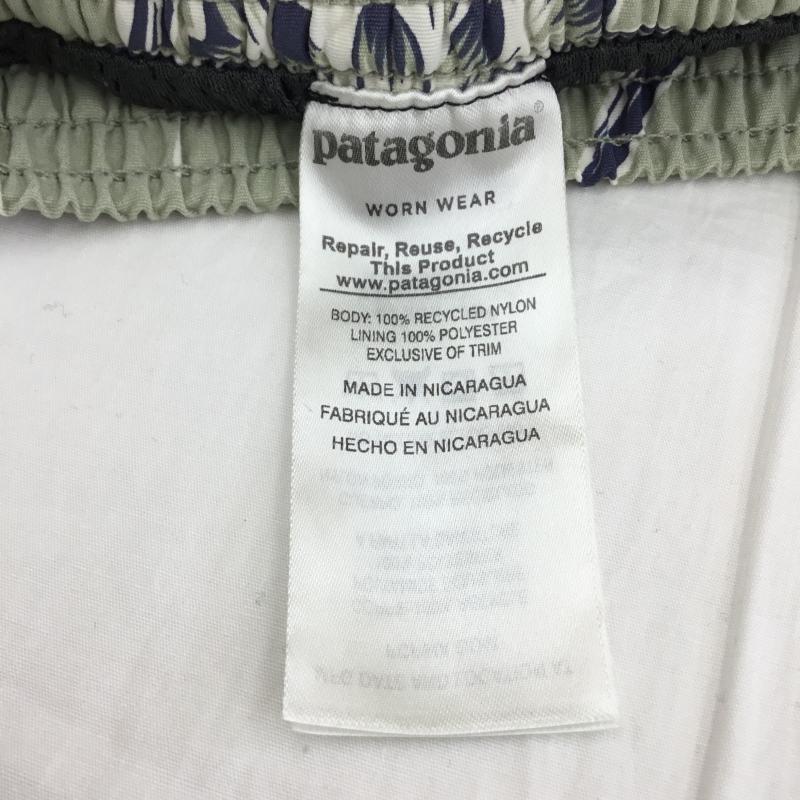 patagonia®
WORN WEAR
Repair, Reuse, Recycle
This Product
www.patagonia.com
BODY: 100% RECYCLED NYLON
LINING 100% POLYESTER
EXCLUSIVE OF TRIM
MADE IN NICARAGUA
FABRIQUÉ AU NICARAGUA
HECHO EN NICARAGUA